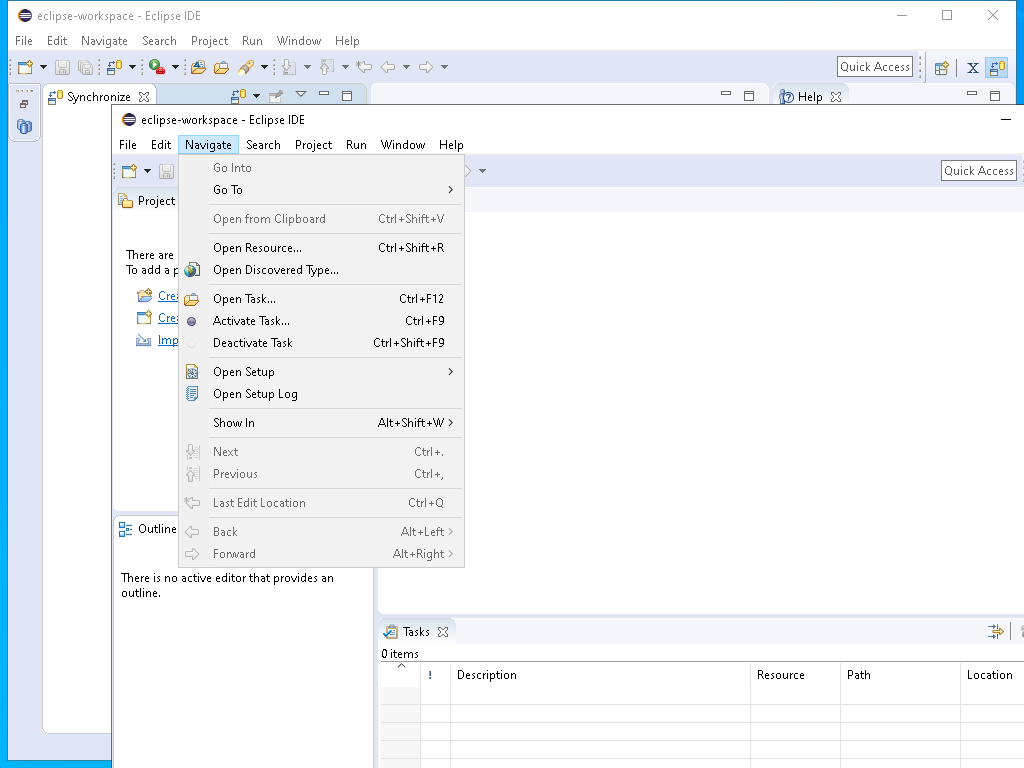 eclipse-workspace - Eclipse IDE
File Edit Navigate Search Project Run Window Help
Quick Access
Synchronize
Help
eclipse-workspace - Eclipse IDE
File Edit Navigate Search Project Run Window Help
Quick Access
Project
Go Into
Go To
Open from Clipboard Ctrl+Shift+V
Open Resource... Ctrl+Shift+R
Open Discovered Type...
Open Task... Ctrl+F12
Activate Task... Ctrl+F9
Deactivate Task Ctrl+Shift+F9
Open Setup
Open Setup Log
Show In Alt+Shift+W
Next Ctrl+.
Previous Ctrl+,
Last Edit Location Ctrl+Q
Back Alt+Left
Forward Alt+Right
There are
To add a p
Crea
Crea
Imp
Outline
There is no active editor that provides an
outline.
Tasks
0 items
! Description Resource Path Location